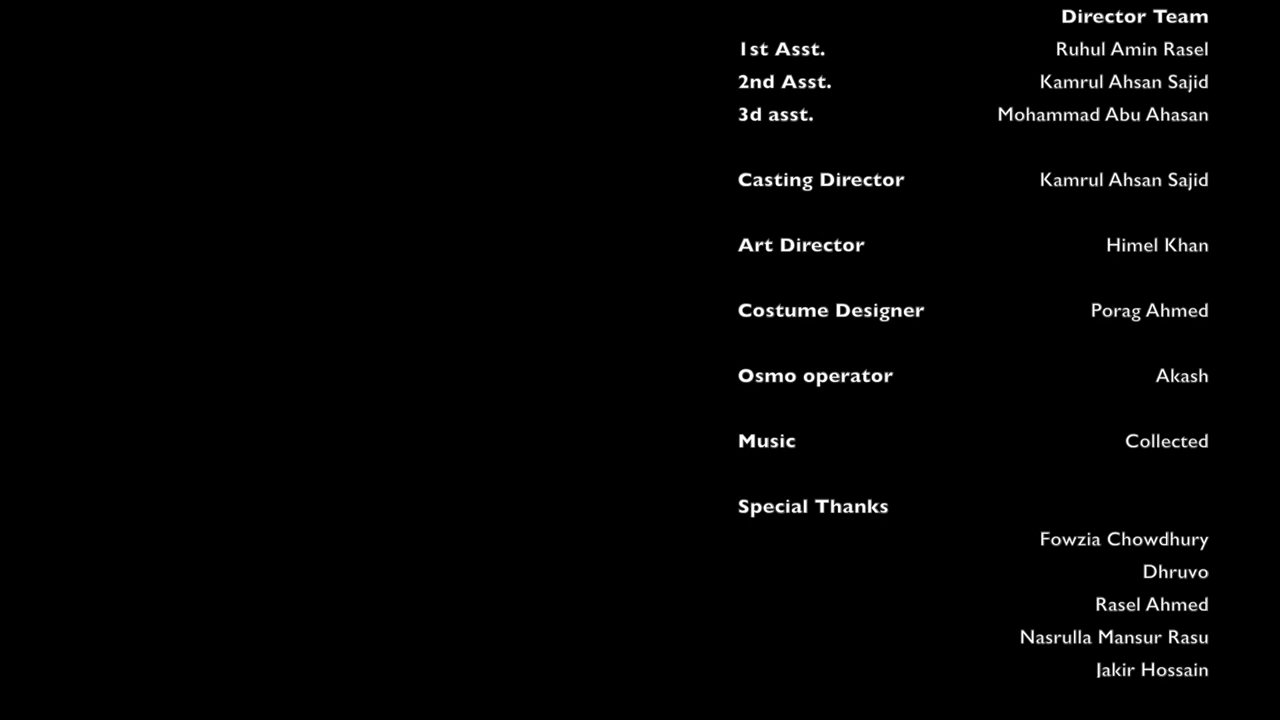 Director Team
1st Asst. Ruhul Amin Rasel
2nd Asst. Kamrul Ahsan Sajid
3d asst. Mohammad Abu Ahasan
Casting Director Kamrul Ahsan Sajid
Art Director Himel Khan
Costume Designer Porag Ahmed
Osmo operator Akash
Music Collected
Special Thanks
Fowzia Chowdhury
Dhruvo
Rasel Ahmed
Nasrulla Mansur Rasu
Jakir Hossain